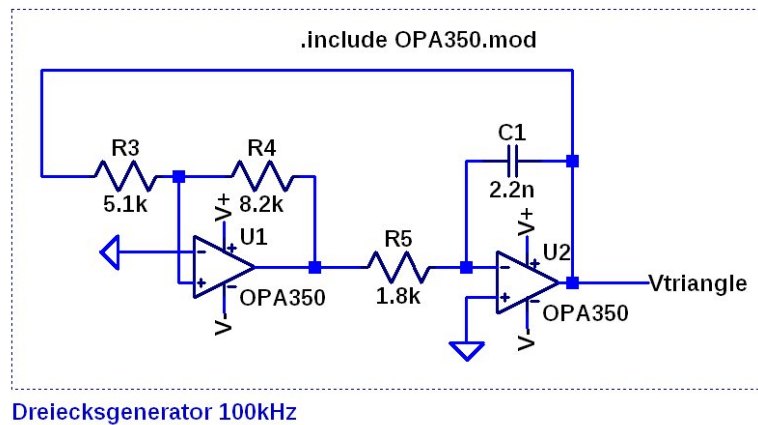 .include OPA350.mod
C1
R3
R4
2.2n
5.1k
8.2k
V+
V+
U1
R5
U2
-
+
+
-
OPA350
1.8k
-
+
+
-
Vtriangle
OPA350
V-
V-
Dreiecksgenerator 100kHz